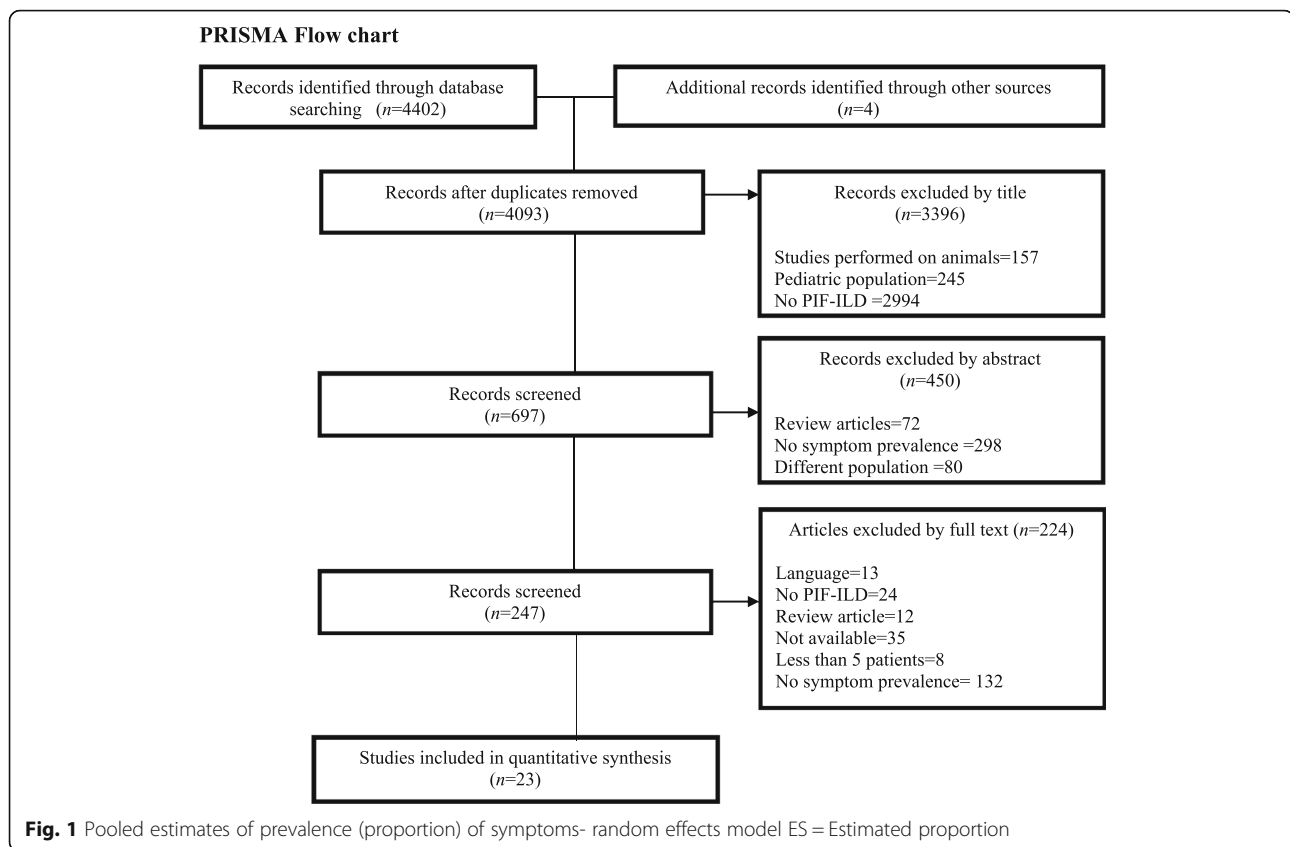 PRISMA Flow chart
Records identified through database
searching (n=4402)
Additional records identified through other sources
(n=4)
Records after duplicates removed
(n=4093)
Records excluded by title
(n=3396)
Studies performed on animals=157
Pediatric population=245
No PIF-ILD =2994
Records screened
(n=697)
Records excluded by abstract
(n=450)
Review articles=72
No symptom prevalence =298
Different population =80
Records screened
(n=247)
Articles excluded by full text (n=224)
Language=13
No PIF-ILD=24
Review article=12
Not available=35
Less than 5 patients=8
No symptom prevalence= 132
Studies included in quantitative synthesis
(n=23)
Fig. 1 Pooled estimates of prevalence (proportion) of symptoms- random effects model ES = Estimated proportion